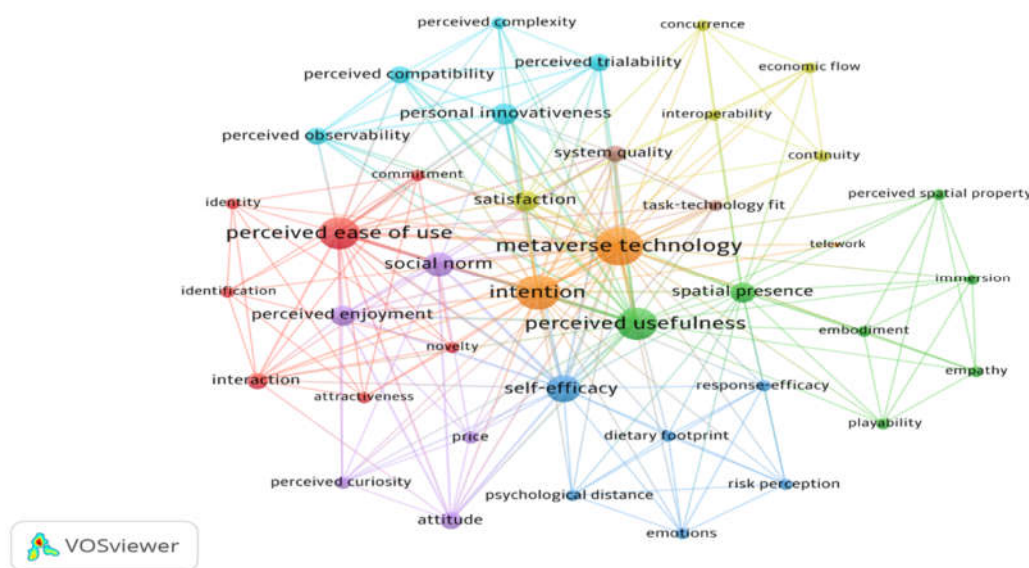 perceived complexity
concurrence
perceived trialability
economic flow
perceived compatibility
personal innovativeness
interoperability
perceived observability
system quality
continuity
commitment
perceived spatial property
satisfaction
task-technology fit
identity
perceived ease of use
metaverse technology
telework
social norm
immersion
identification
intention
spatial presence
perceived enjoyment
perceived usefulness
embodiment
novelty
empathy
interaction
self-efficacy
response-efficacy
attractiveness
playability
price
dietary footprint
perceived curiosity
risk perception
psychological distance
attitude
emotions
VOSviewer